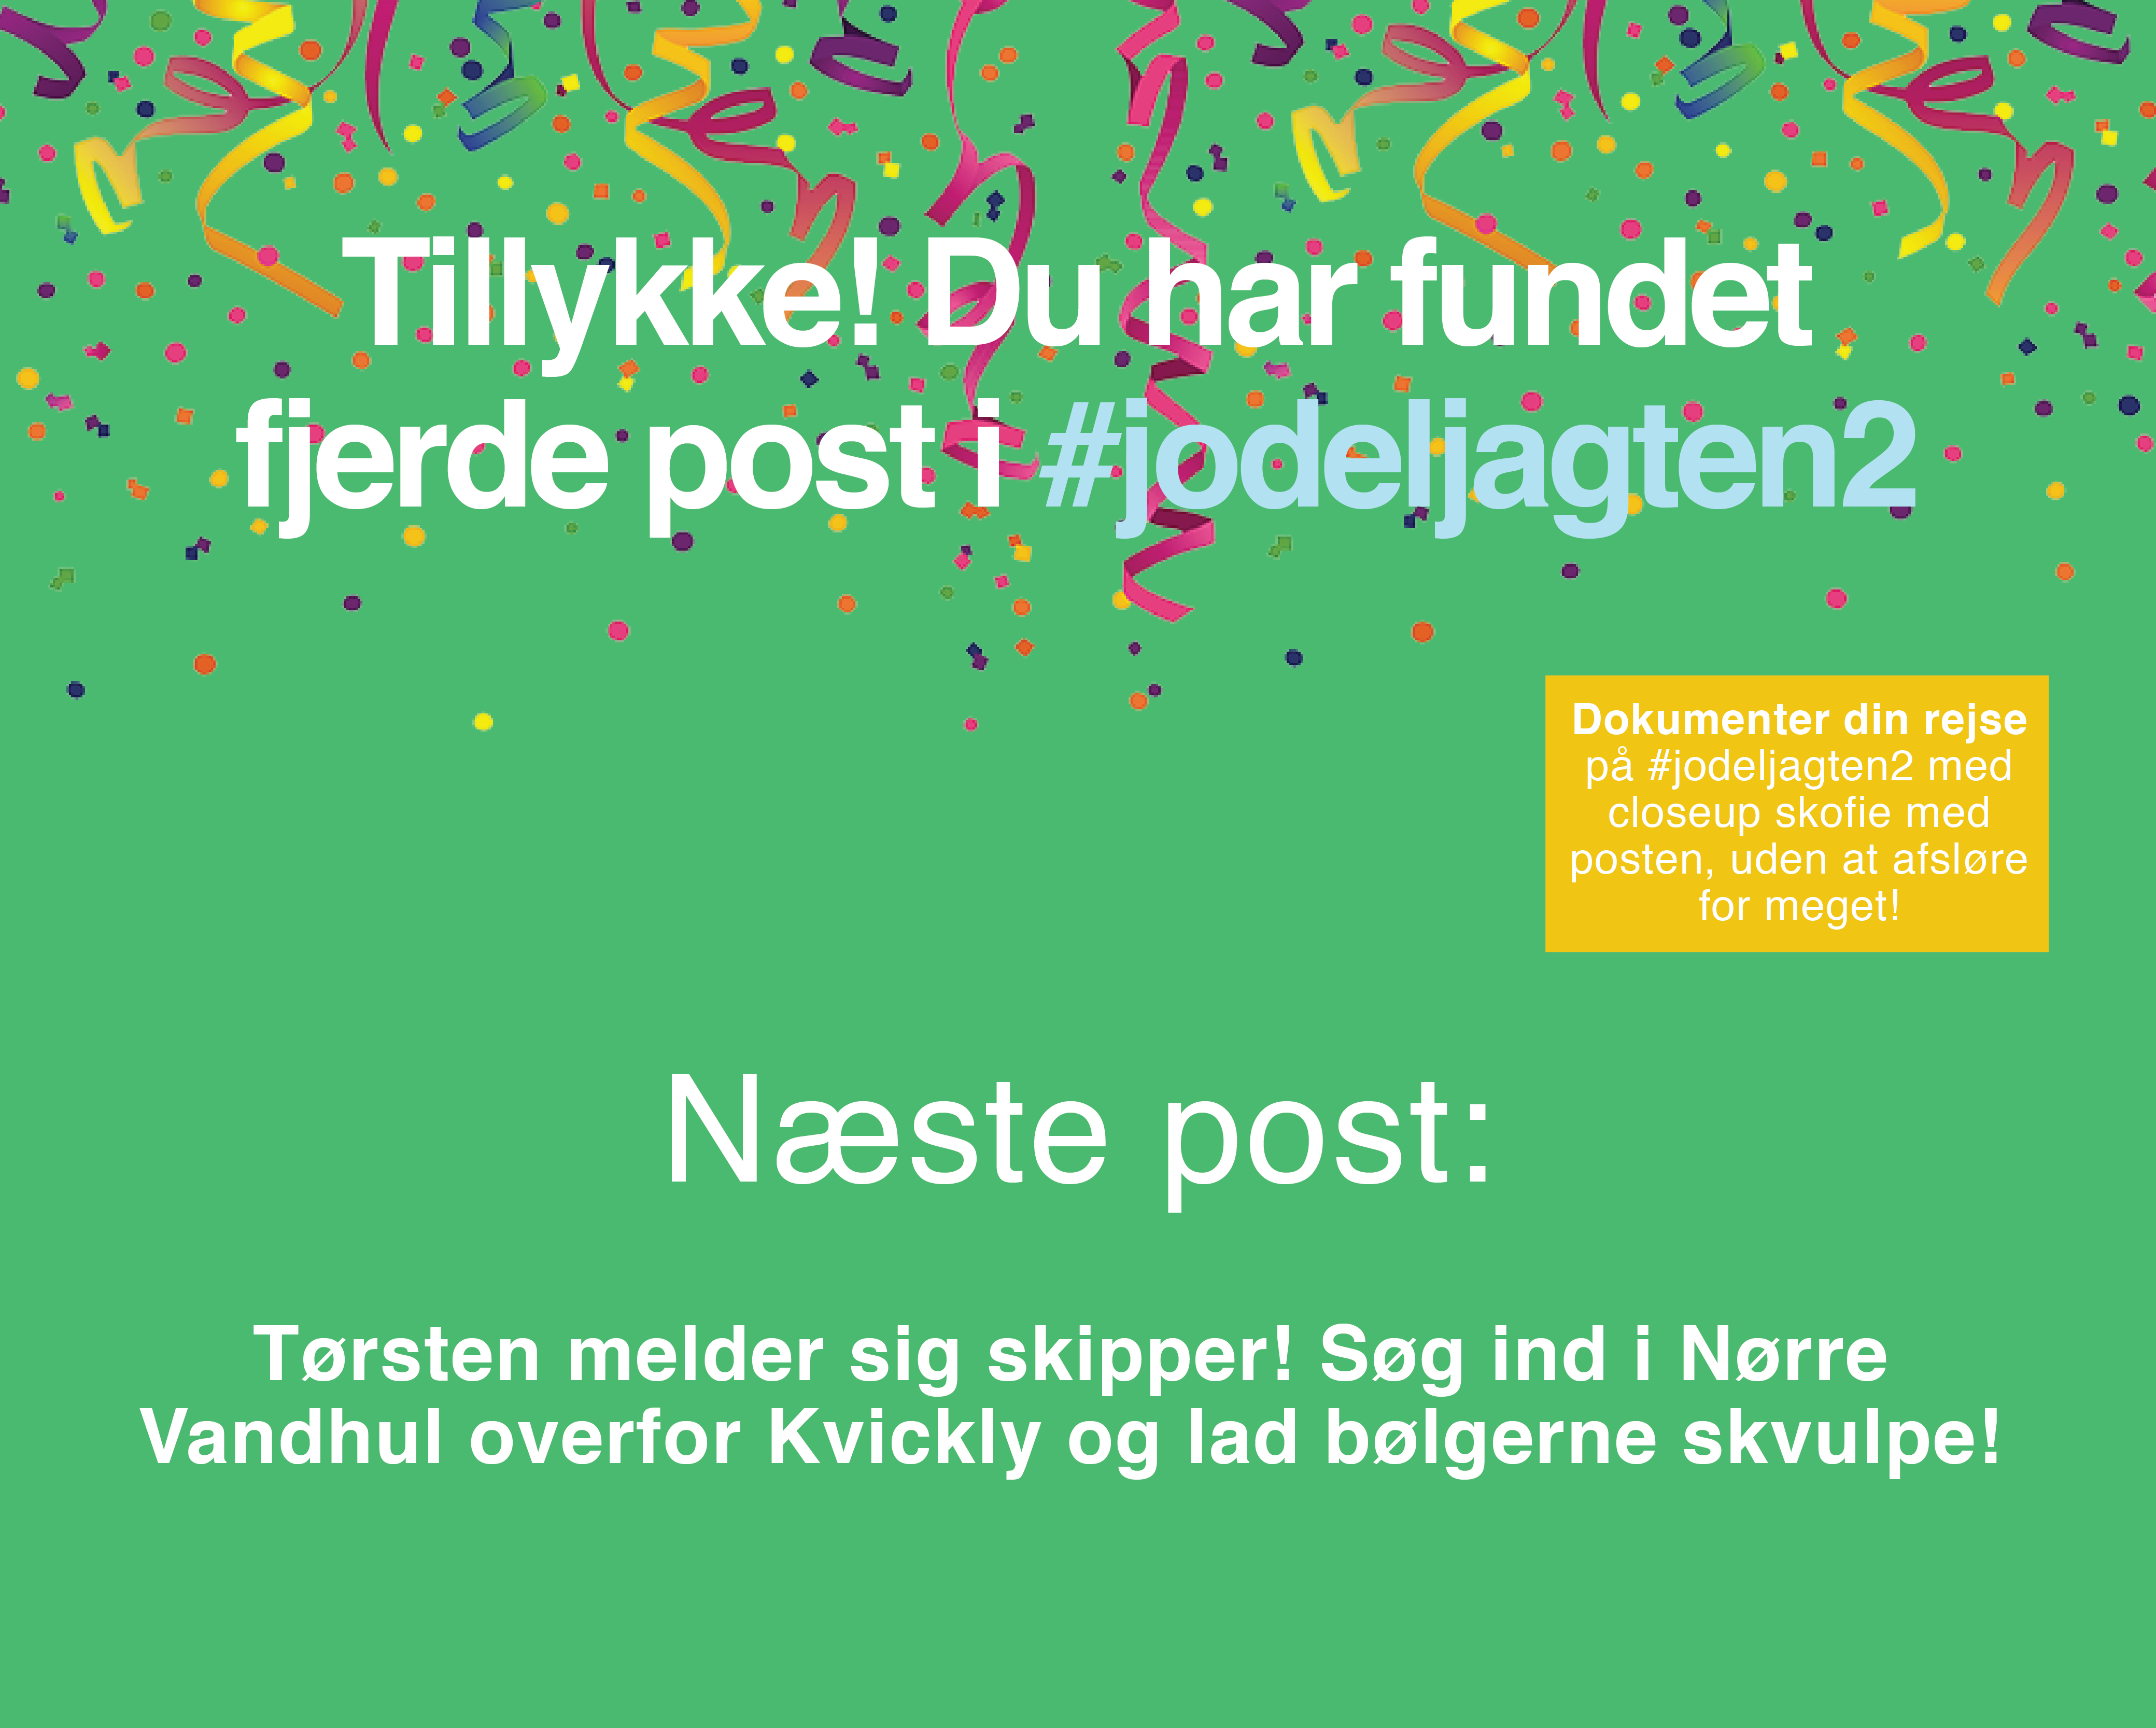 Tillykke! Du har fundet
fjerde post i #jodeljagten2
Dokumenter din rejse
på #jodeljagten2 med
closeup skofie med
posten, uden at afsløre
for meget!
Næste post:
Tørsten melder sig skipper! Søg ind i Nørre
Vandhul overfor Kvickly og lad bølgerne skvulpe!